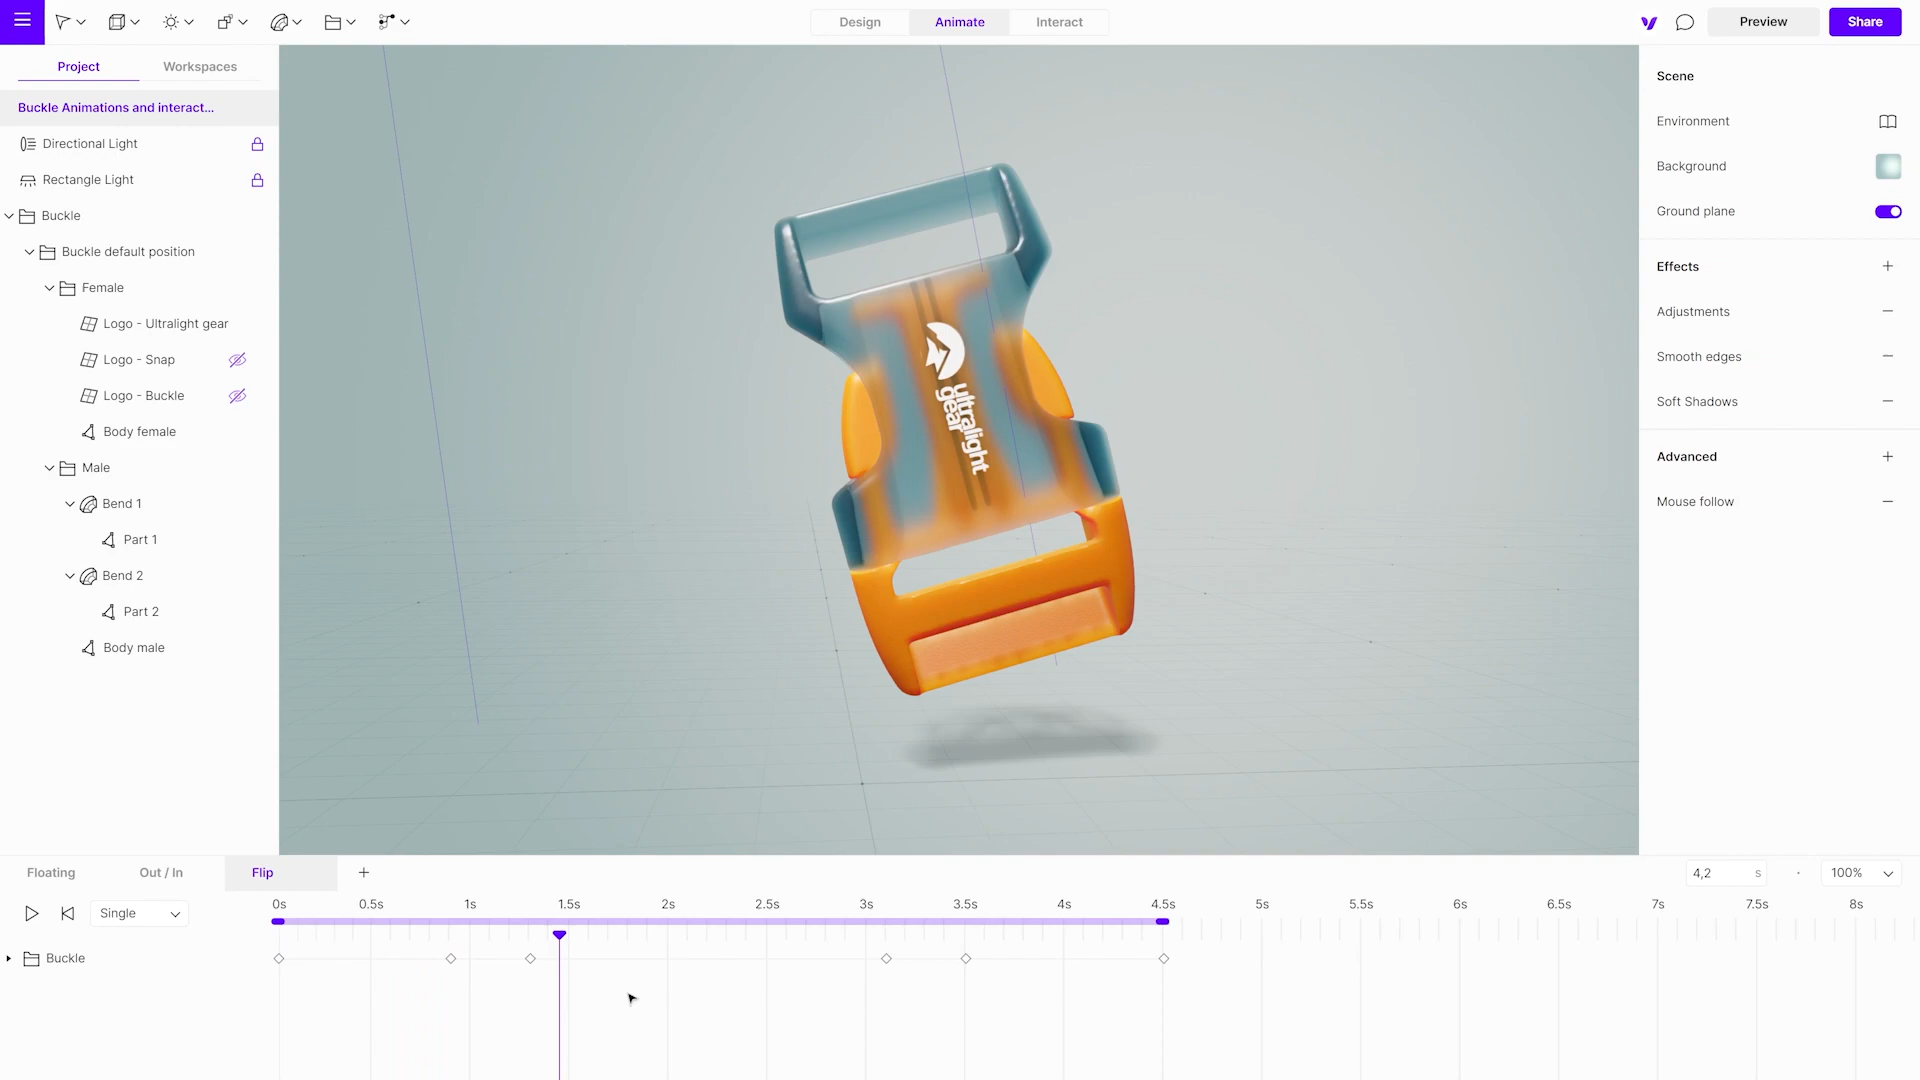 Design
Animate
Interact
Preview
Share
Project
Workspaces
Buckle Animations and interact...
Directional Light
Rectangle Light
Buckle
Buckle default position
Female
Logo - Ultralight gear
Logo - Snap
Logo - Buckle
Body female
Male
Bend 1
Part 1
Bend 2
Part 2
Body male
ultralight
gear
Scene
Environment
Background
Ground plane
Effects
Adjustments
Smooth edges
Soft Shadows
Advanced
Mouse follow
Floating
Out / In
Flip
4,2 s
100%
Single
0s 0.5s 1s 1.5s 2s 2.5s 3s 3.5s 4s 4.5s 5s 5.5s 6s 6.5s 7s 7.5s 8s
Buckle